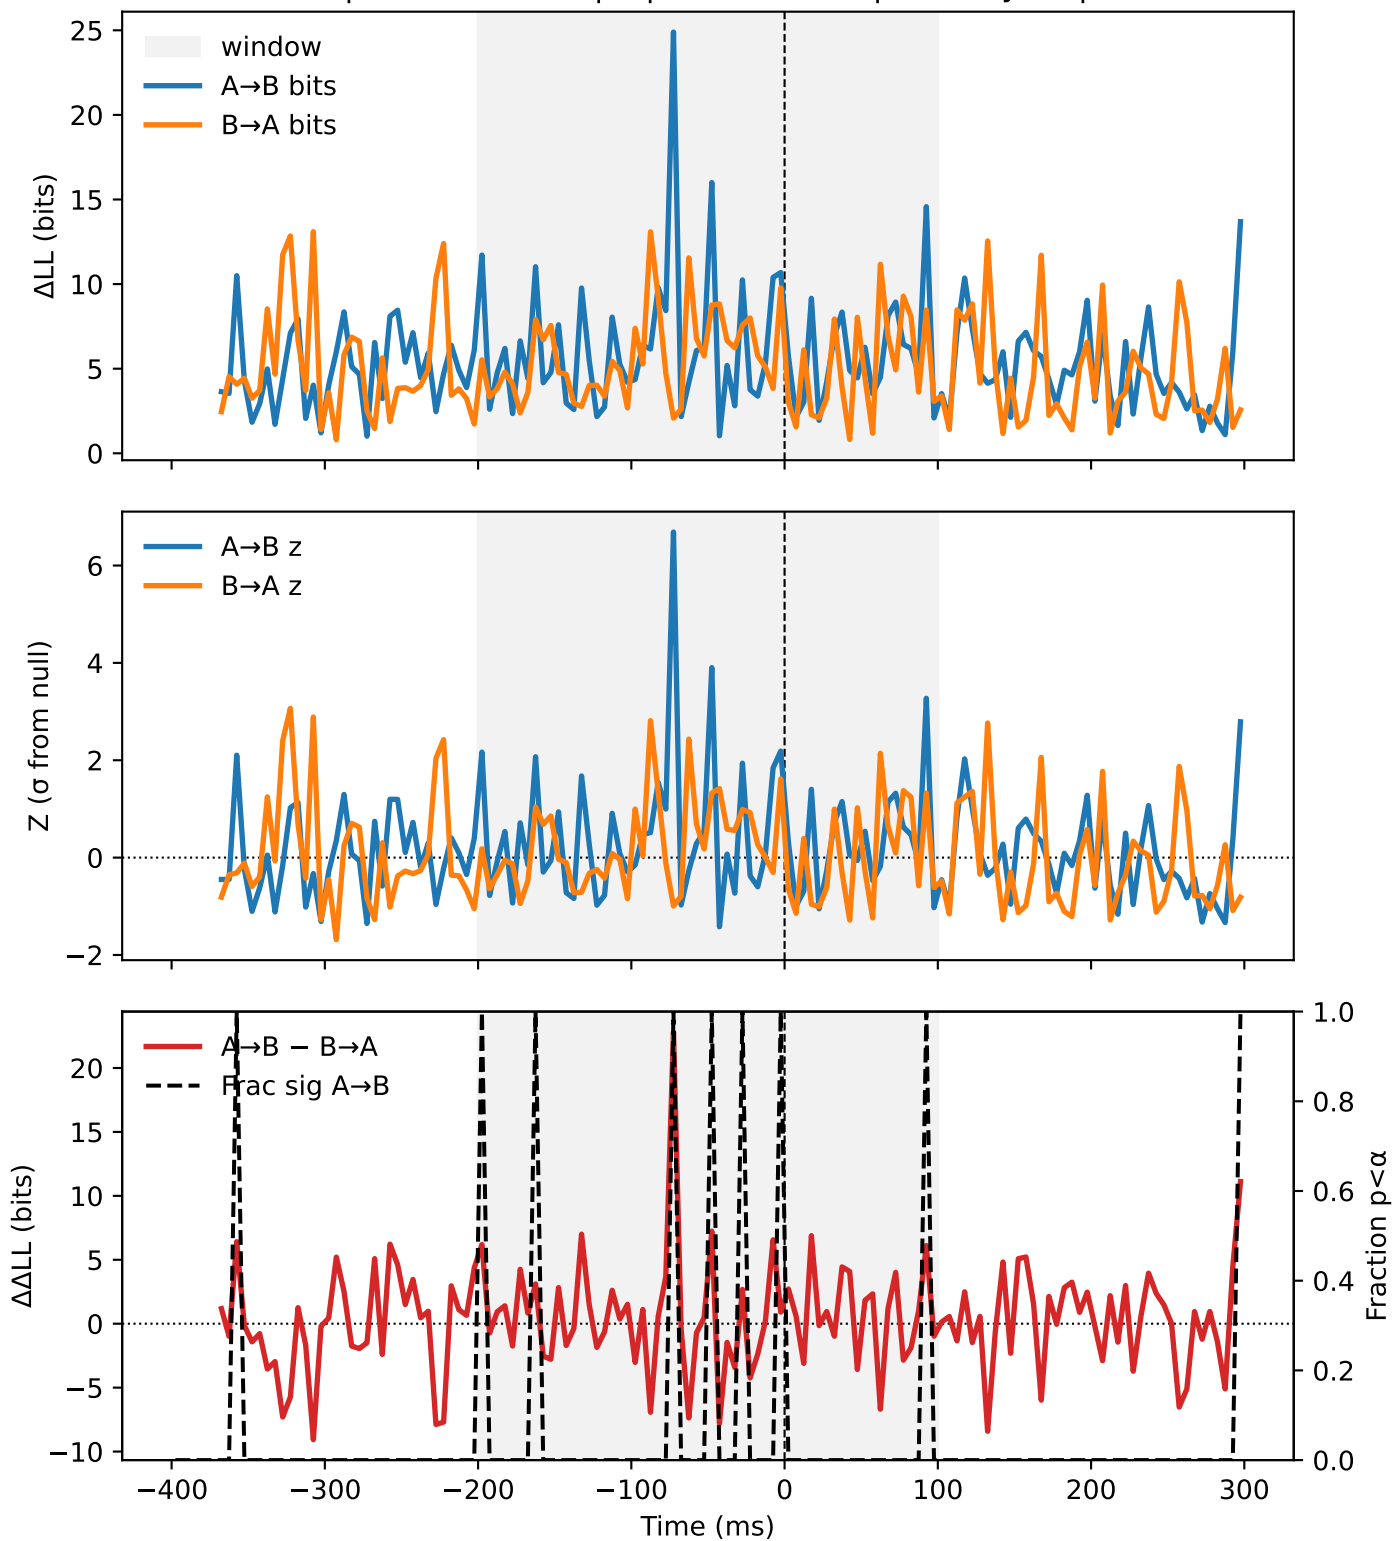 25
20
15
10
5
0
ΔLL (bits)
window
A→B bits
B→A bits
6
4
2
0
−2
Z (σ from null)
A→B z
B→A z
20
15
10
5
0
−5
−10
ΔΔLL (bits)
A→B − B→A
Frac sig A→B
1.0
0.8
0.6
0.4
0.2
0.0
Fraction p<α
−400 −300 −200 −100 0 100 200 300
Time (ms)